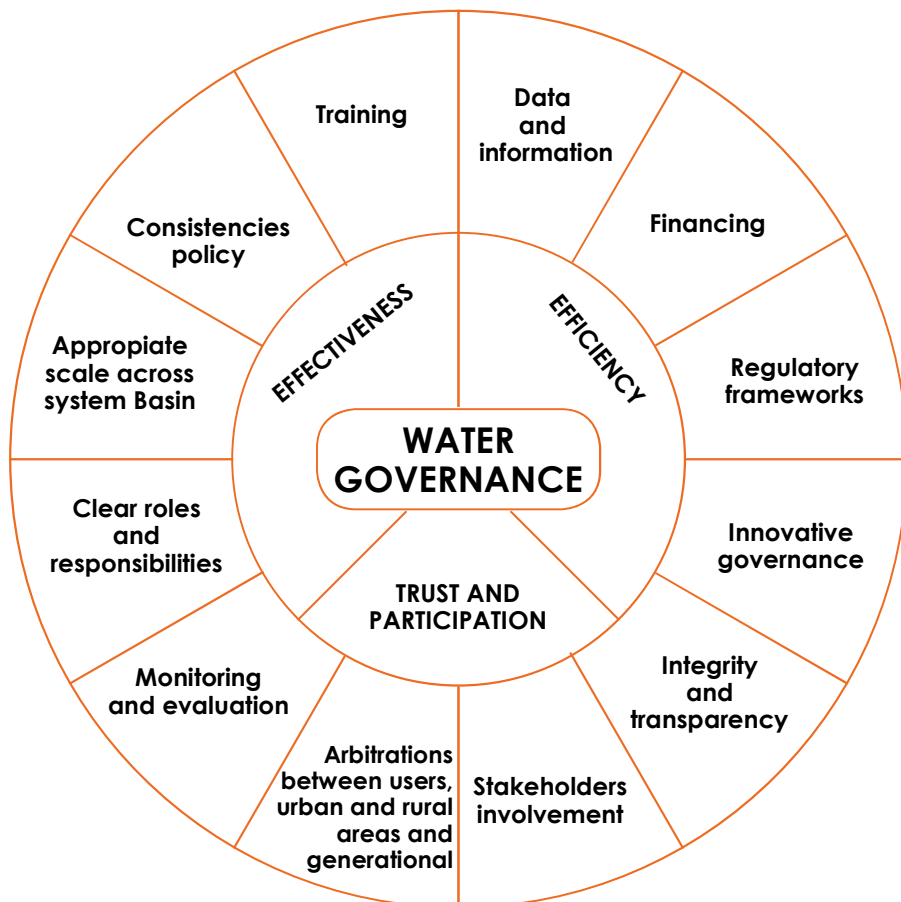 WATER
GOVERNANCE
EFFECTIVENESS
EFFICIENCY
TRUST AND
PARTICIPATION
Data
and
information
Financing
Regulatory
frameworks
Innovative
governance
Integrity
and
transparency
Stakeholders
involvement
Arbitrations
between users,
urban and rural
areas and
generational
Monitoring
and evaluation
Clear roles
and
responsibilities
Appropiate
scale across
system Basin
Consistencies
policy
Training